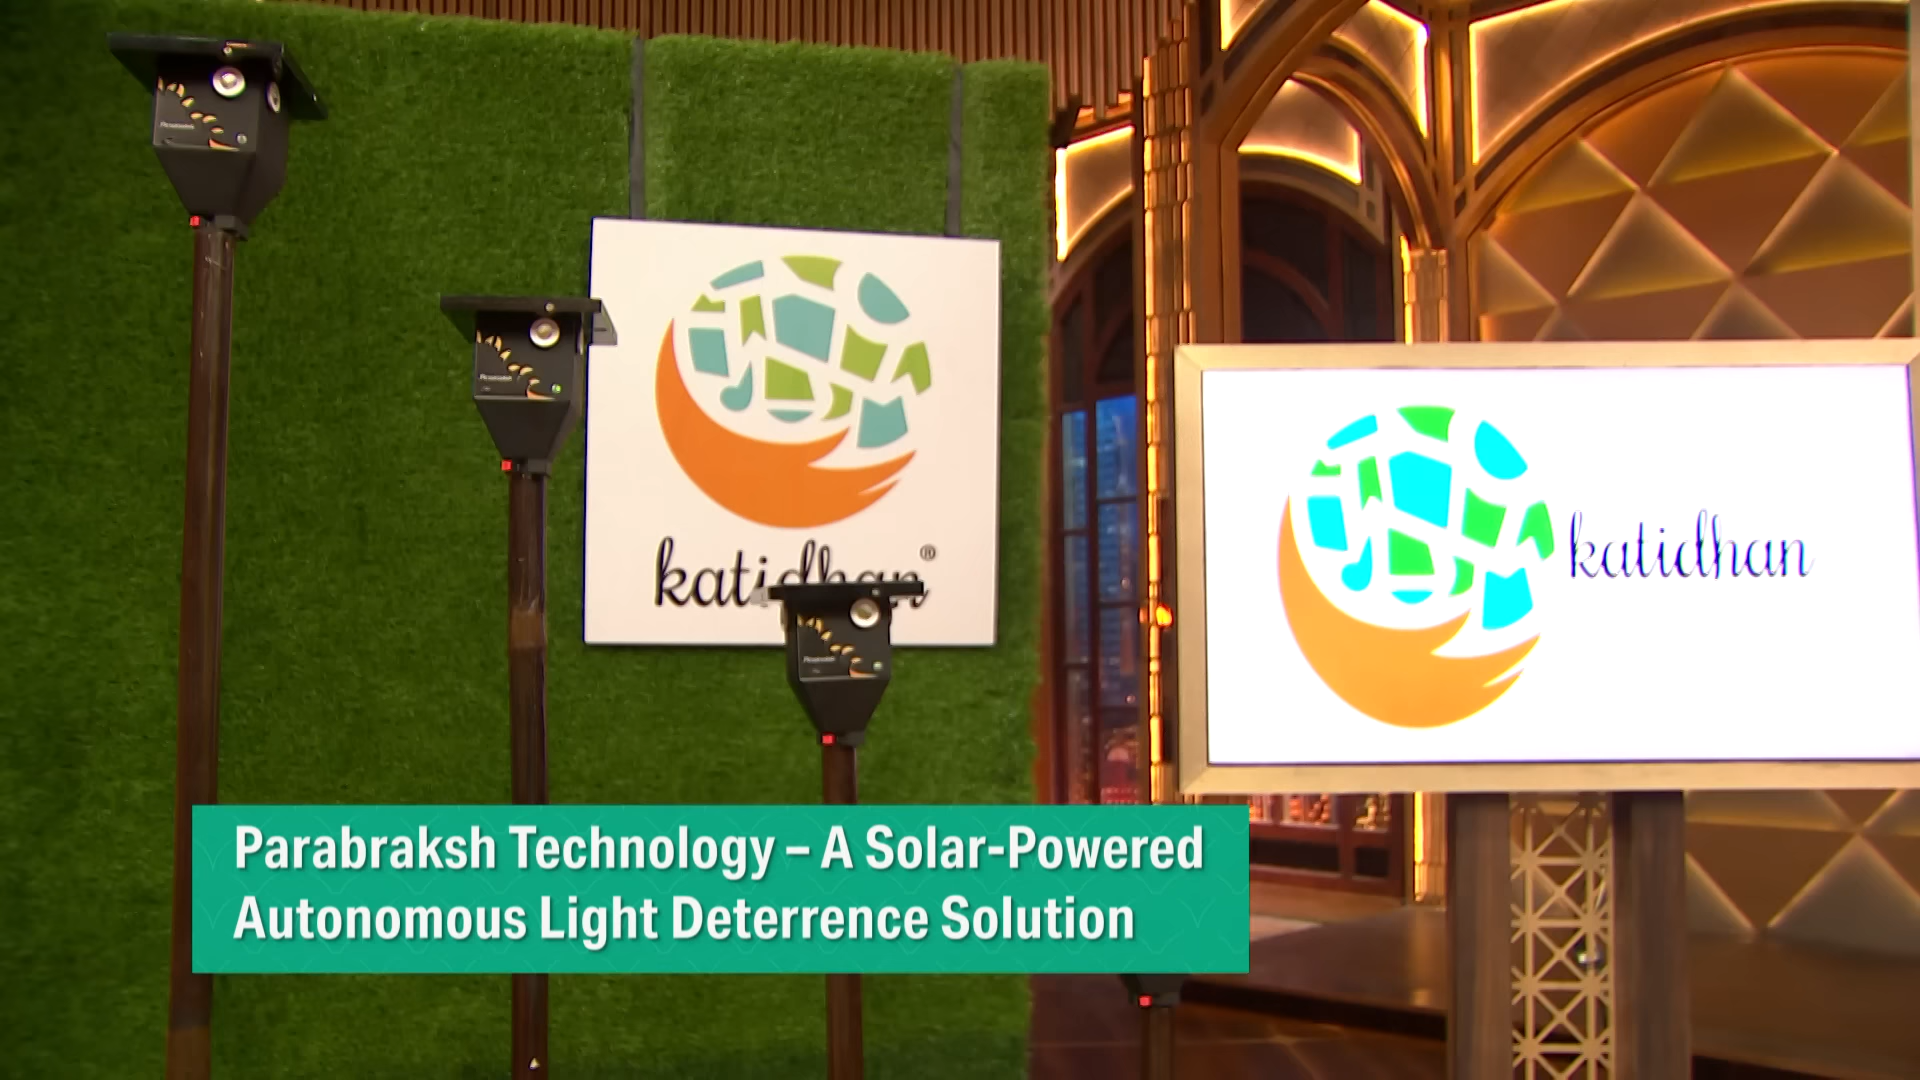 katidhan®
katidhan
Parabraksh Technology – A Solar-Powered
Autonomous Light Deterrence Solution